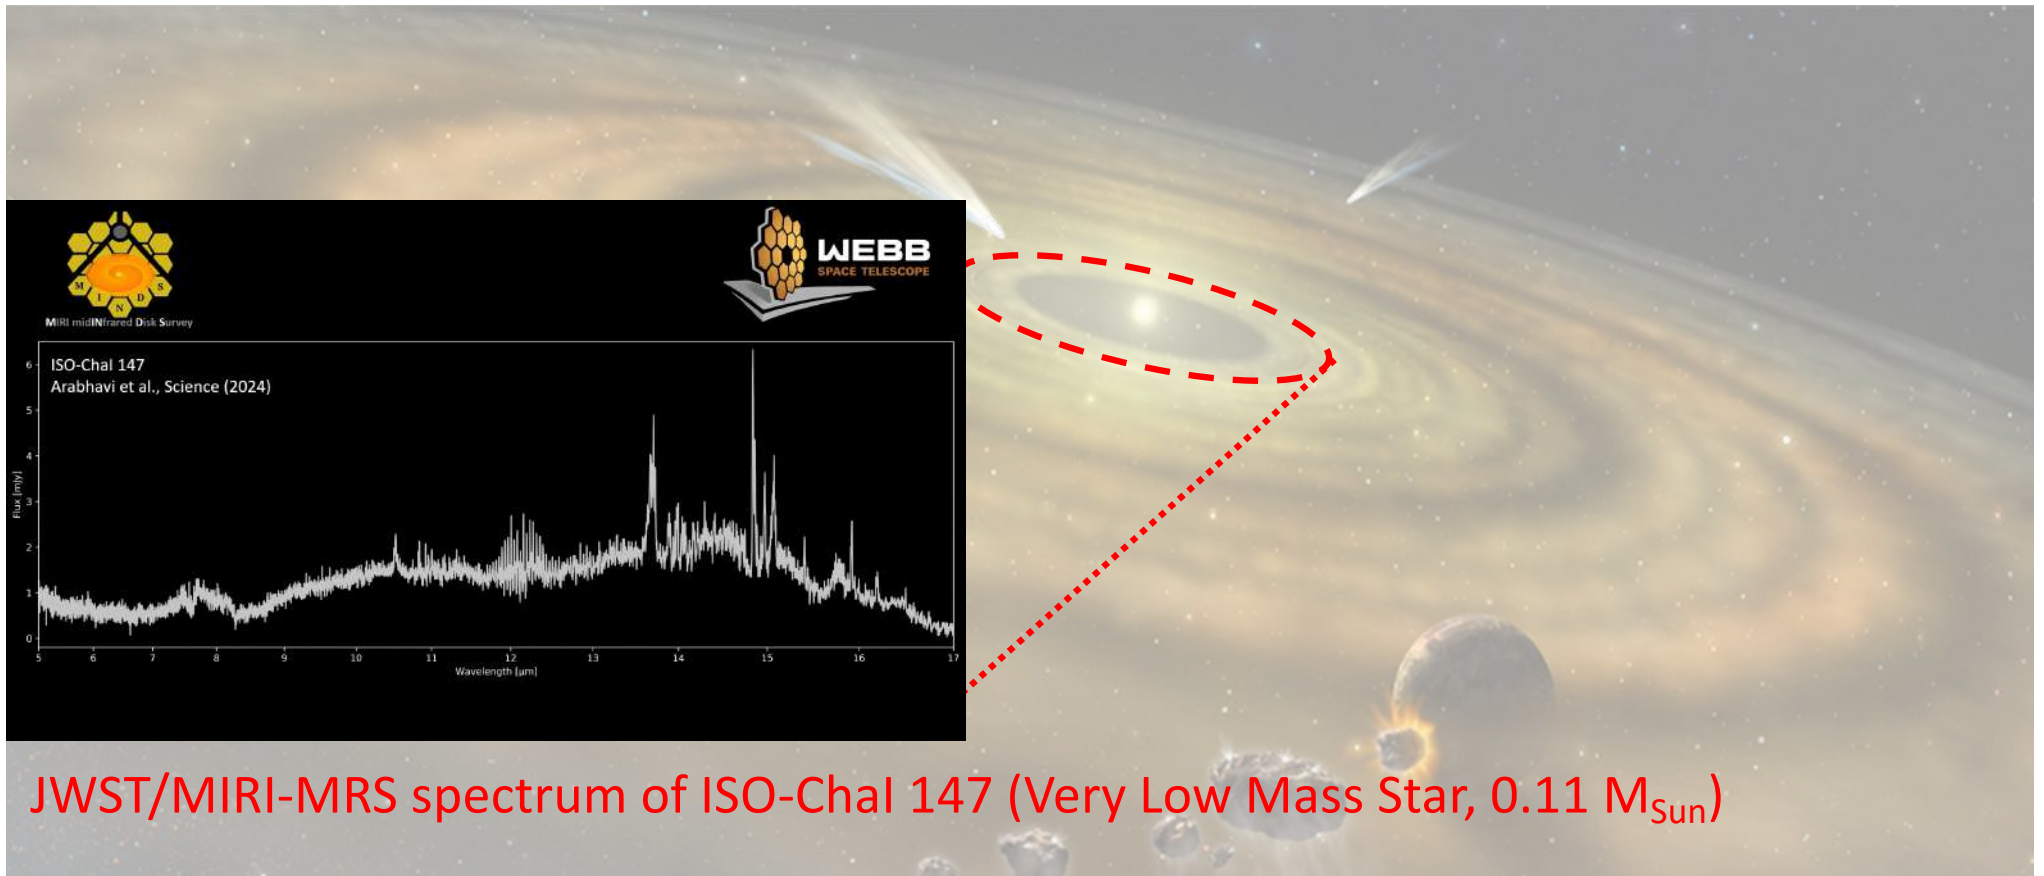 M I N D S
MIRI midINfrared Disk Survey
WEBB
SPACE TELESCOPE
ISO-ChaI 147
Arabhavi et al., Science (2024)
6
5
4
3
2
1
0
Flux [mJy]
5 6 7 8 9 10 11 12 13 14 15 16 17
Wavelength [μm]
JWST/MIRI-MRS spectrum of ISO-ChaI 147 (Very Low Mass Star, 0.11 MSun)